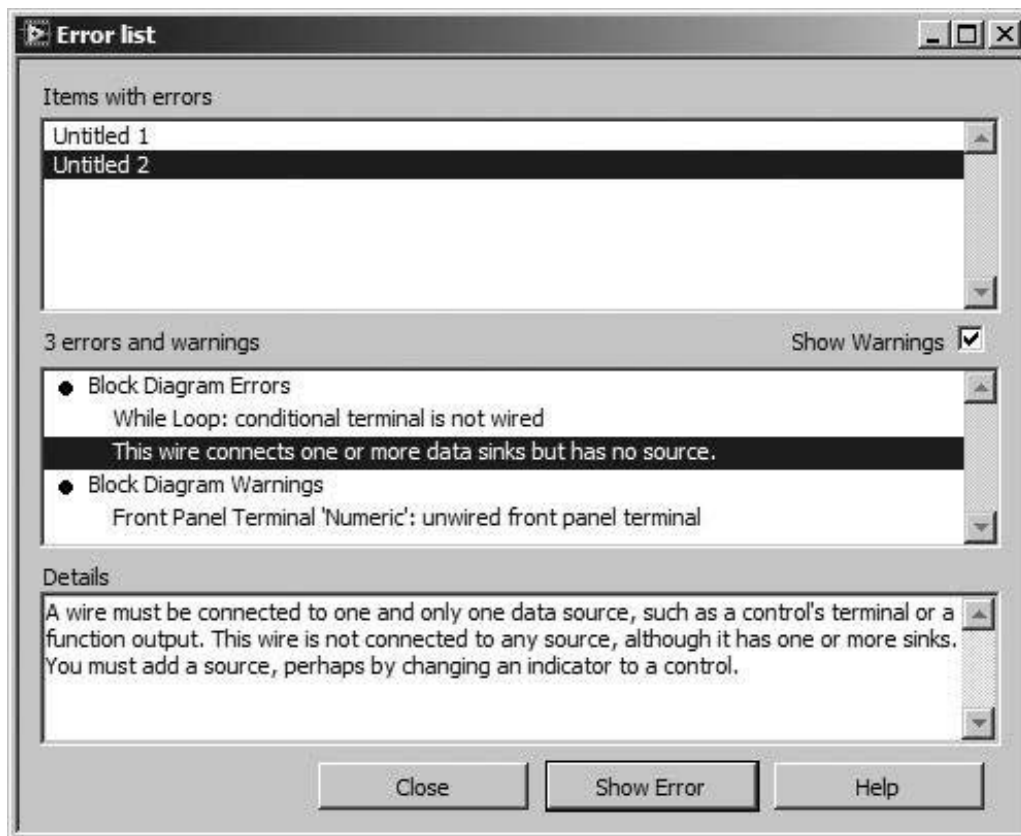 Error list
Items with errors
Untitled 1
Untitled 2
3 errors and warnings
Show Warnings
Block Diagram Errors
While Loop: conditional terminal is not wired
This wire connects one or more data sinks but has no source.
Block Diagram Warnings
Front Panel Terminal 'Numeric': unwired front panel terminal
Details
A wire must be connected to one and only one data source, such as a control's terminal or a
function output. This wire is not connected to any source, although it has one or more sinks.
You must add a source, perhaps by changing an indicator to a control.
Close
Show Error
Help